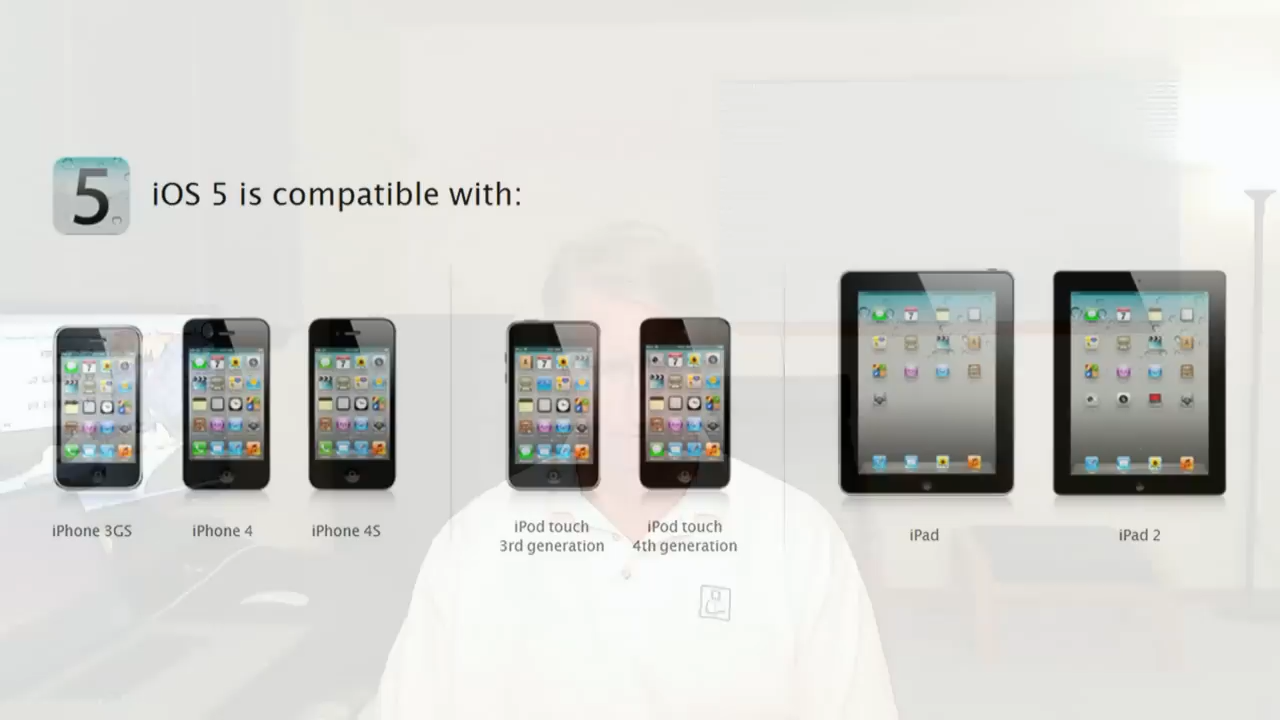 5
iOS 5 is compatible with:
iPhone 3GS
iPhone 4
iPhone 4S
iPod touch
3rd generation
iPod touch
4th generation
iPad
iPad 2